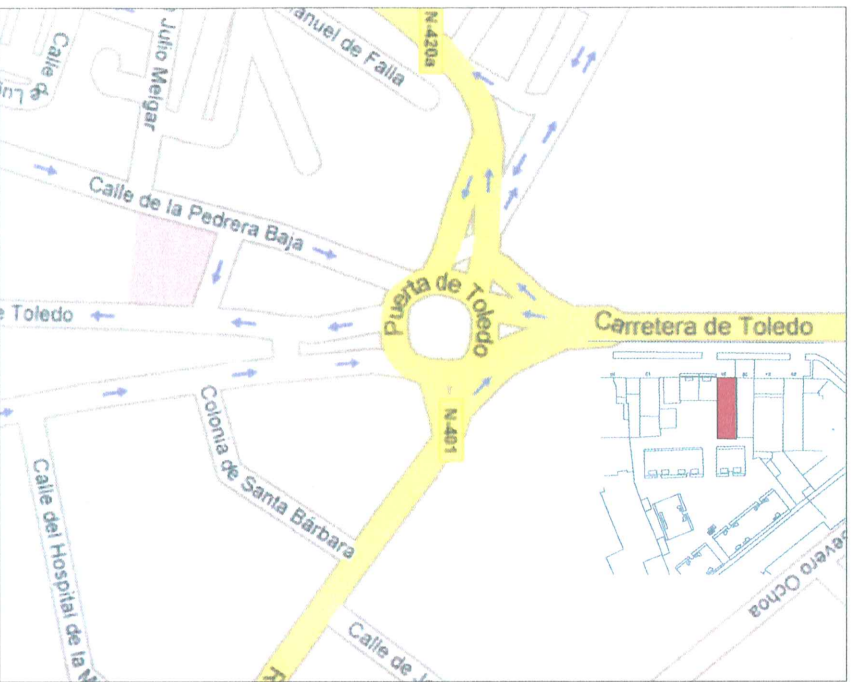 anuel de Falla
N-420a
Julio Melgar
Calle de
Calle de la Pedrera Baja
Puerta de Toledo
e Toledo
Carretera de Toledo
N-401
Colonia de Santa Bárbara
Calle del Hospital de la M
Calle de J
Severo Ochoa
R